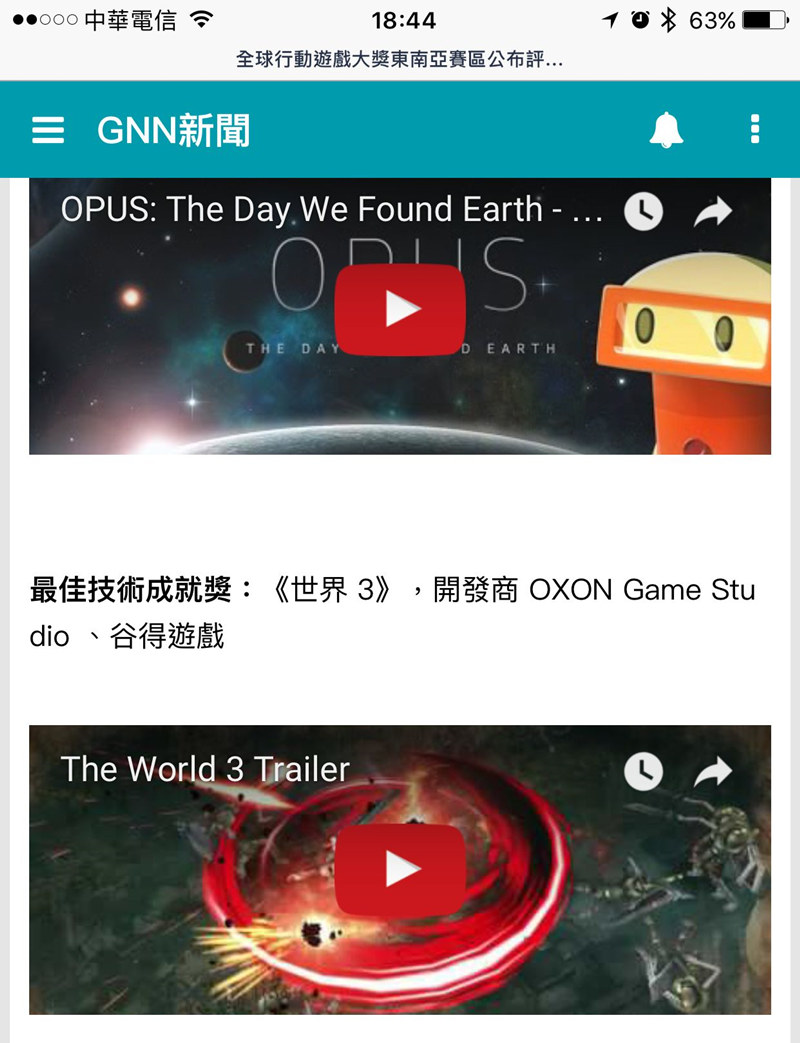 中華電信 18:44 63%
全球行動遊戲大獎東南亞賽區公布評...
GNN新聞
OPUS: The Day We Found Earth - ...
OPUS
THE DAY D EARTH
最佳技術成就獎：《世界 3》，開發商 OXON Game Stu
dio 、谷得遊戲
The World 3 Trailer